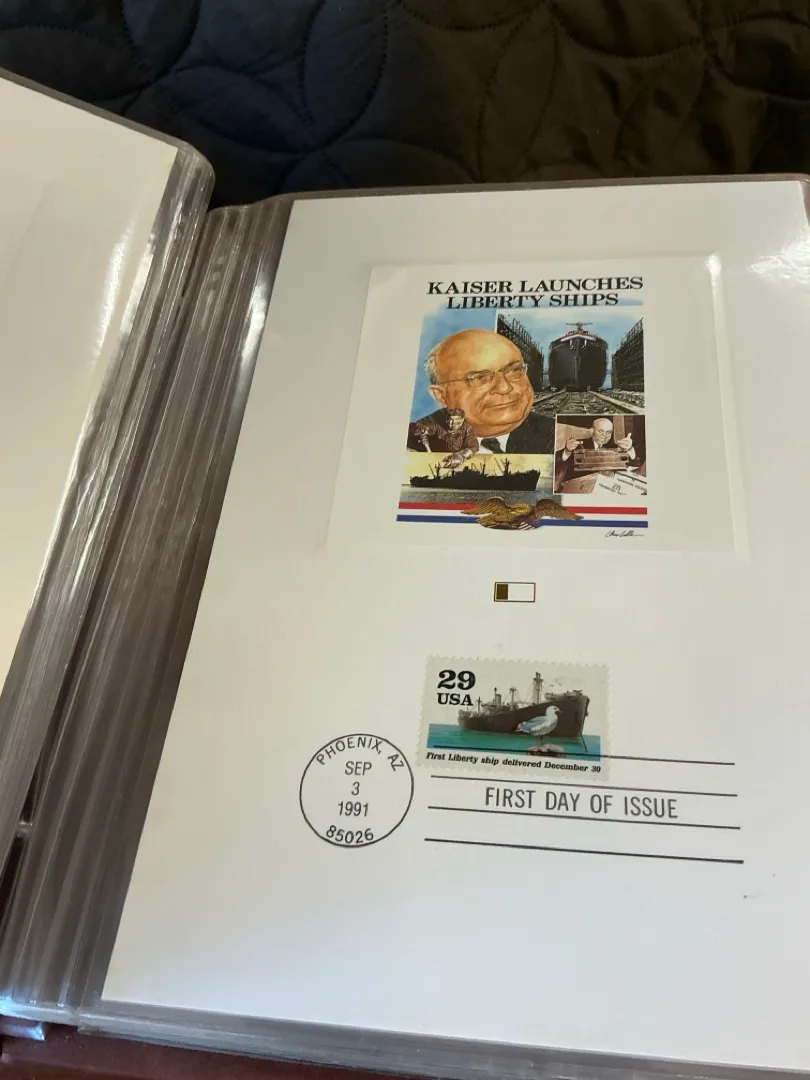 KAISER LAUNCHES
LIBERTY SHIPS
29
USA
First Liberty ship delivered December 30
PHOENIX, AZ
SEP
3
1991
85026
FIRST DAY OF ISSUE